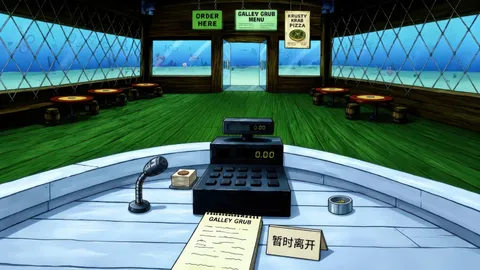 ORDER
HERE
GALLEY GRUB
MENU
KRUSTY
KRAB
PIZZA
0.00
0.00
GALLEY GRUB
暂时离开